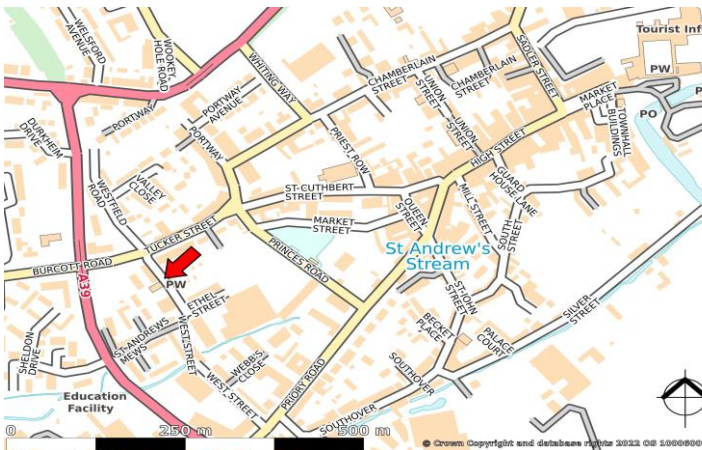 WELSFORD AVENUE
WOOKEY HOLE ROAD
WHITING WAY
CHAMBERLAIN STREET
UNION STREET
CHAMBERLAIN STREET
SADLER STREET
Tourist Inf
PW
MARKET PLACE
PO
P
TOWNHALL BUILDINGS
DURKHEIM DRIVE
PORTWAY
PORTWAY AVENUE
PORTWAY
PRIEST ROW
UNION STREET
HIGH STREET
GUARD HOUSE LANE
WESTFIELD ROAD
VALLEY CLOSE
ST CUTHBERT STREET
MARKET STREET
QUEEN STREET
MILL STREET
SOUTH STREET
TUCKER STREET
BURCOTT ROAD
A39
PRINCES ROAD
St Andrew's
Stream
PW
ETHEL STREET
ST ANDREWS MEWS
WEST STREET
ST JOHN STREET
SILVER STREET
BECKET PLACE
PALACE COURT
SHELDON DRIVE
WEBB'S CLOSE
WEST STREET
PRIORY ROAD
SOUTHOVER
SOUTHOVER
Education
Facility
0
250 m
500 m
© Crown Copyright and database rights 2022 OS 1000600